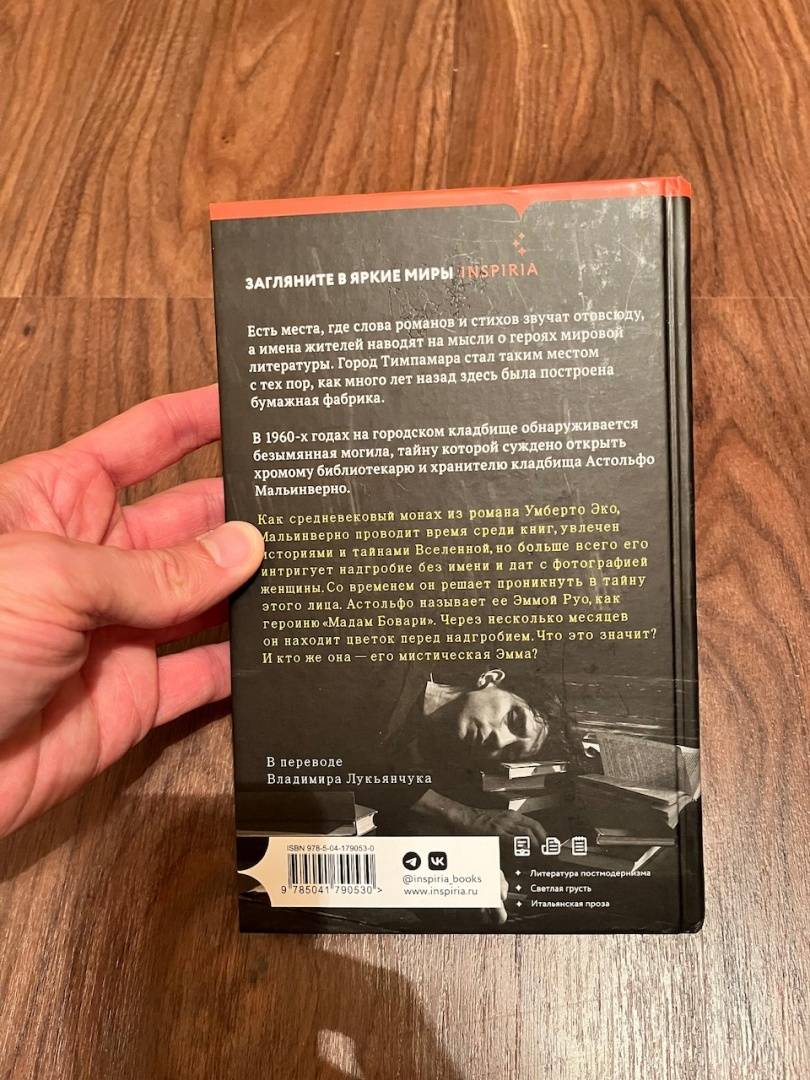 ЗАГЛЯНИТЕ В ЯРКИЕ МИРЫ INSPIRIA
Есть места, где слова романов и стихов звучат отовсюду,
а имена жителей наводят на мысли о героях мировой
литературы. Город Тимпамара стал таким местом
с тех пор, как много лет назад здесь была построена
бумажная фабрика.
В 1960-х годах на городском кладбище обнаруживается
безымянная могила, тайну которой суждено открыть
хромому библиотекарю и хранителю кладбища Астольфо
Мальинверно.
Как средневековый монах из романа Умберто Эко,
Мальинверно проводит время среди книг, увлечен
историями и тайнами Вселенной, но больше всего его
интригует надгробие без имени и дат с фотографией
женщины. Со временем он решает проникнуть в тайну
этого лица. Астольфо называет ее Эммой Руо, как
героиню «Мадам Бовари». Через несколько месяцев
он находит цветок перед надгробием. Что это значит?
И кто же она — его мистическая Эмма?
В переводе
Владимира Лукьянчука
ISBN 978-5-04-179053-0
9 785041 790530 >
@inspiria_books
www.inspiria.ru
Литература постмодернизма
Светлая грусть
Итальянская проза